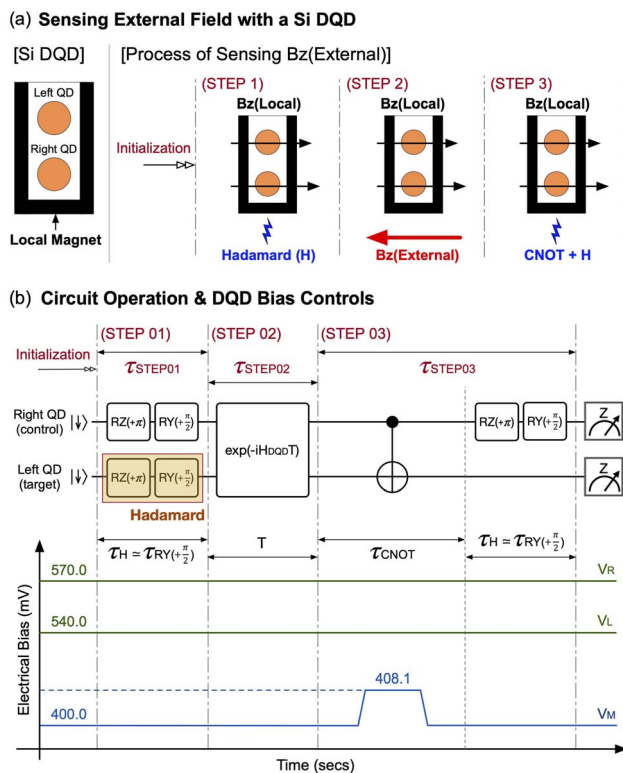 (a) Sensing External Field with a Si DQD
[Si DQD]
[Process of Sensing Bz(External)]
Left QD
Right QD
Local Magnet
Initialization
(STEP 1)
Bz(Local)
Hadamard (H)
(STEP 2)
Bz(Local)
Bz(External)
(STEP 3)
Bz(Local)
CNOT + H
(b) Circuit Operation & DQD Bias Controls
(STEP 01)
(STEP 02)
(STEP 03)
Initialization
τSTEP01
τSTEP02
τSTEP03
Right QD
(control)
|↓⟩
RZ(+π)
RY(+π/2)
exp(-iHDQDT)
RZ(+π)
RY(+π/2)
Z
Left QD
(target)
|↓⟩
RZ(+π)
RY(+π/2)
Z
Hadamard
τH ≃ τRY(+π/2)
T
τCNOT
τH ≃ τRY(+π/2)
Electrical Bias (mV)
570.0
VR
540.0
VL
408.1
400.0
VM
Time (secs)